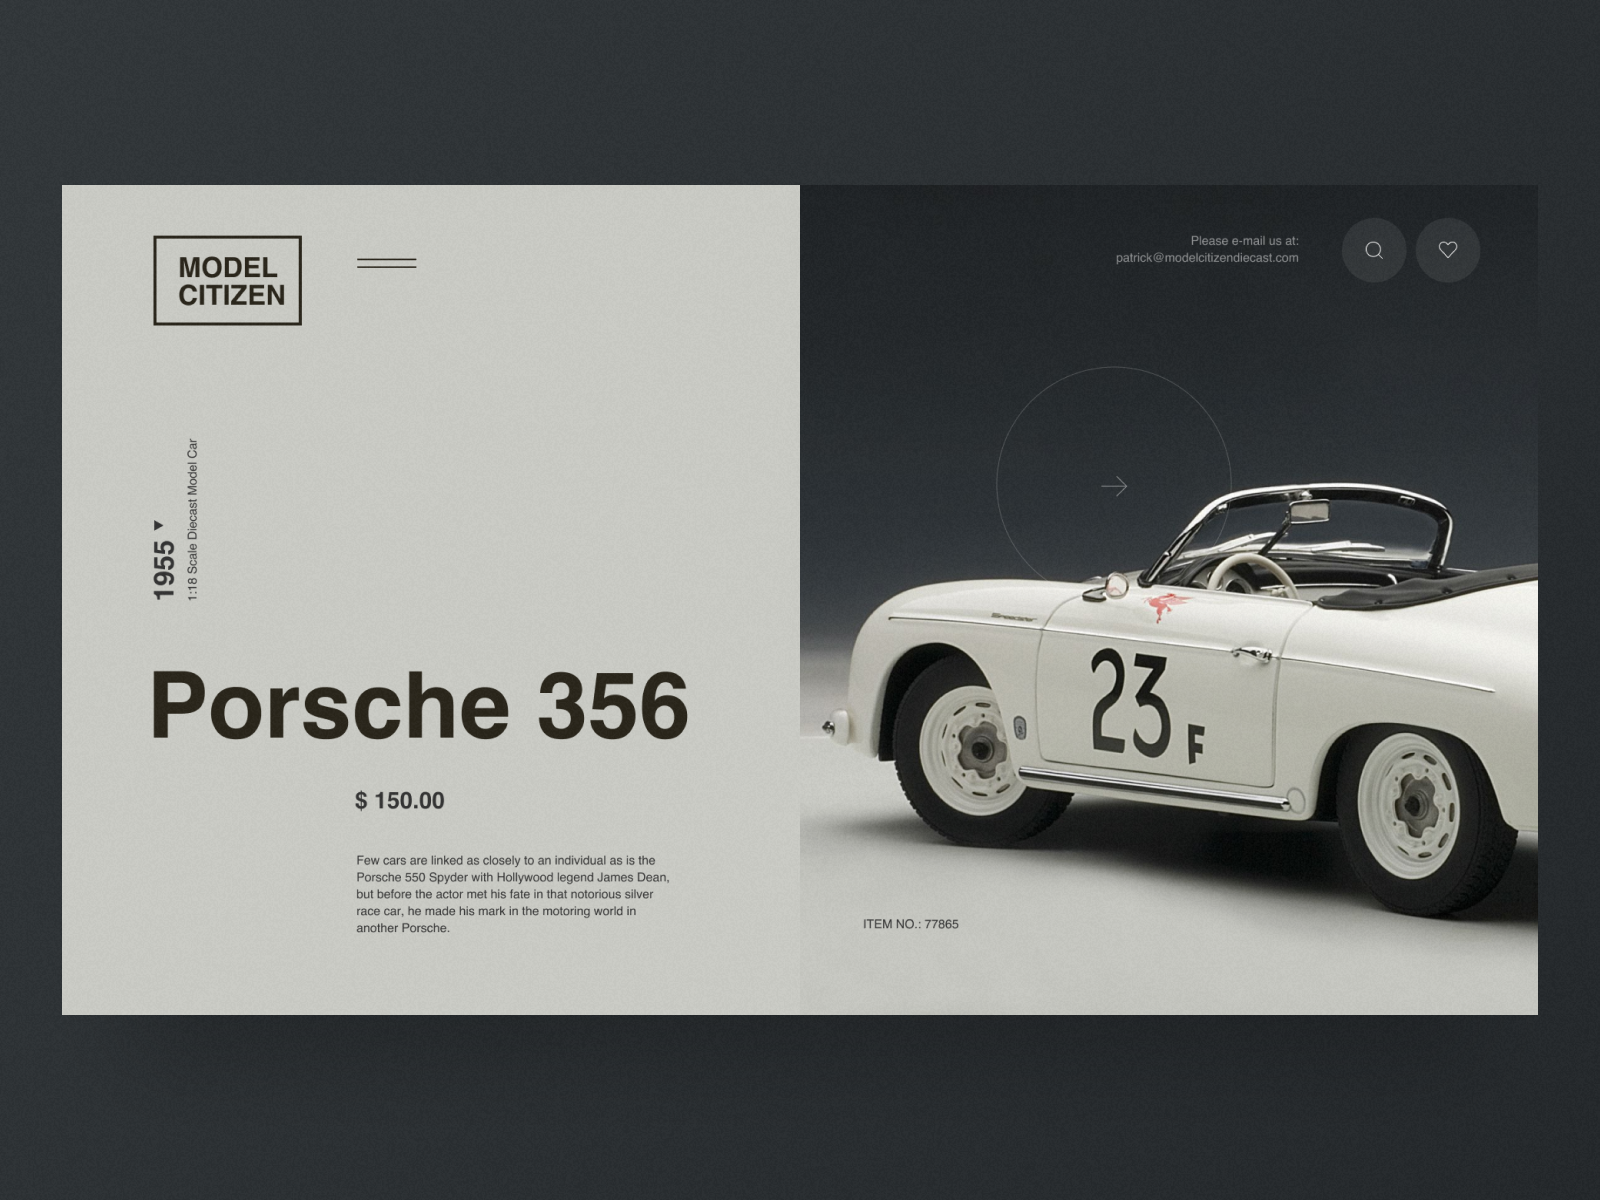 MODEL
CITIZEN
Please e-mail us at:
patrick@modelcitizendiecast.com
1955
1:18 Scale Diecast Model Car
Porsche 356
$ 150.00
Few cars are linked as closely to an individual as is the
Porsche 550 Spyder with Hollywood legend James Dean,
but before the actor met his fate in that notorious silver
race car, he made his mark in the motoring world in
another Porsche.
23 F
ITEM NO.: 77865